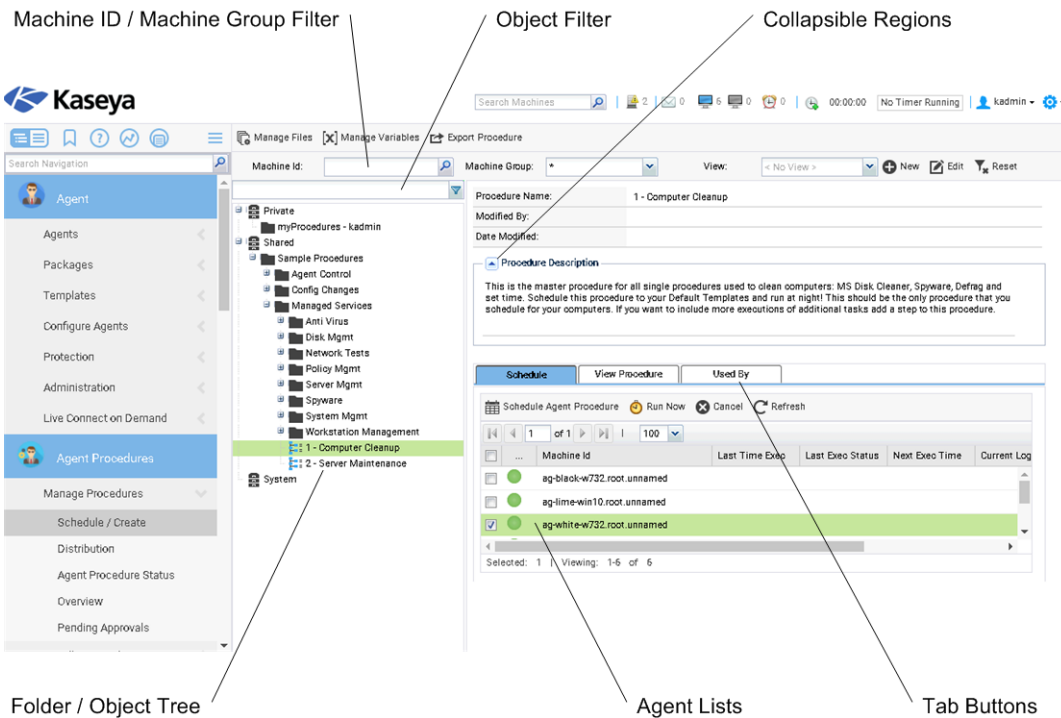 Machine ID / Machine Group Filter
Object Filter
Collapsible Regions
Kaseya
Search Machines
2
0
6
0
0
00:00:00
No Timer Running
kadmin
Search Navigation
Manage Files
[x] Manage Variables
Export Procedure
Machine Id:
Machine Group:
*
View:
< No View >
New
Edit
Reset
Agent
Agents
Packages
Templates
Configure Agents
Protection
Administration
Live Connect on Demand
Agent Procedures
Manage Procedures
Schedule / Create
Distribution
Agent Procedure Status
Overview
Pending Approvals
Private
myProcedures - kadmin
Shared
Sample Procedures
Agent Control
Config Changes
Managed Services
Anti Virus
Disk Mgmt
Network Tests
Policy Mgmt
Server Mgmt
Spyware
System Mgmt
Workstation Management
1 - Computer Cleanup
2 - Server Maintenance
System
Procedure Name:
1 - Computer Cleanup
Modified By:
Date Modified:
Procedure Description
This is the master procedure for all single procedures used to clean computers: MS Disk Cleaner, Spyware, Defrag and
set time. Schedule this procedure to your Default Templates and run at night! This should be the only procedure that you
schedule for your computers. If you want to include more executions of additional tasks add a step to this procedure.
Schedule
View Procedure
Used By
Schedule Agent Procedure
Run Now
Cancel
Refresh
1 of 1
100
...
Machine Id
Last Time Exec
Last Exec Status
Next Exec Time
Current Log
ag-black-w732.root.unnamed
ag-lime-win10.root.unnamed
ag-white-w732.root.unnamed
Selected: 1 | Viewing: 1-6 of 6
Folder / Object Tree
Agent Lists
Tab Buttons